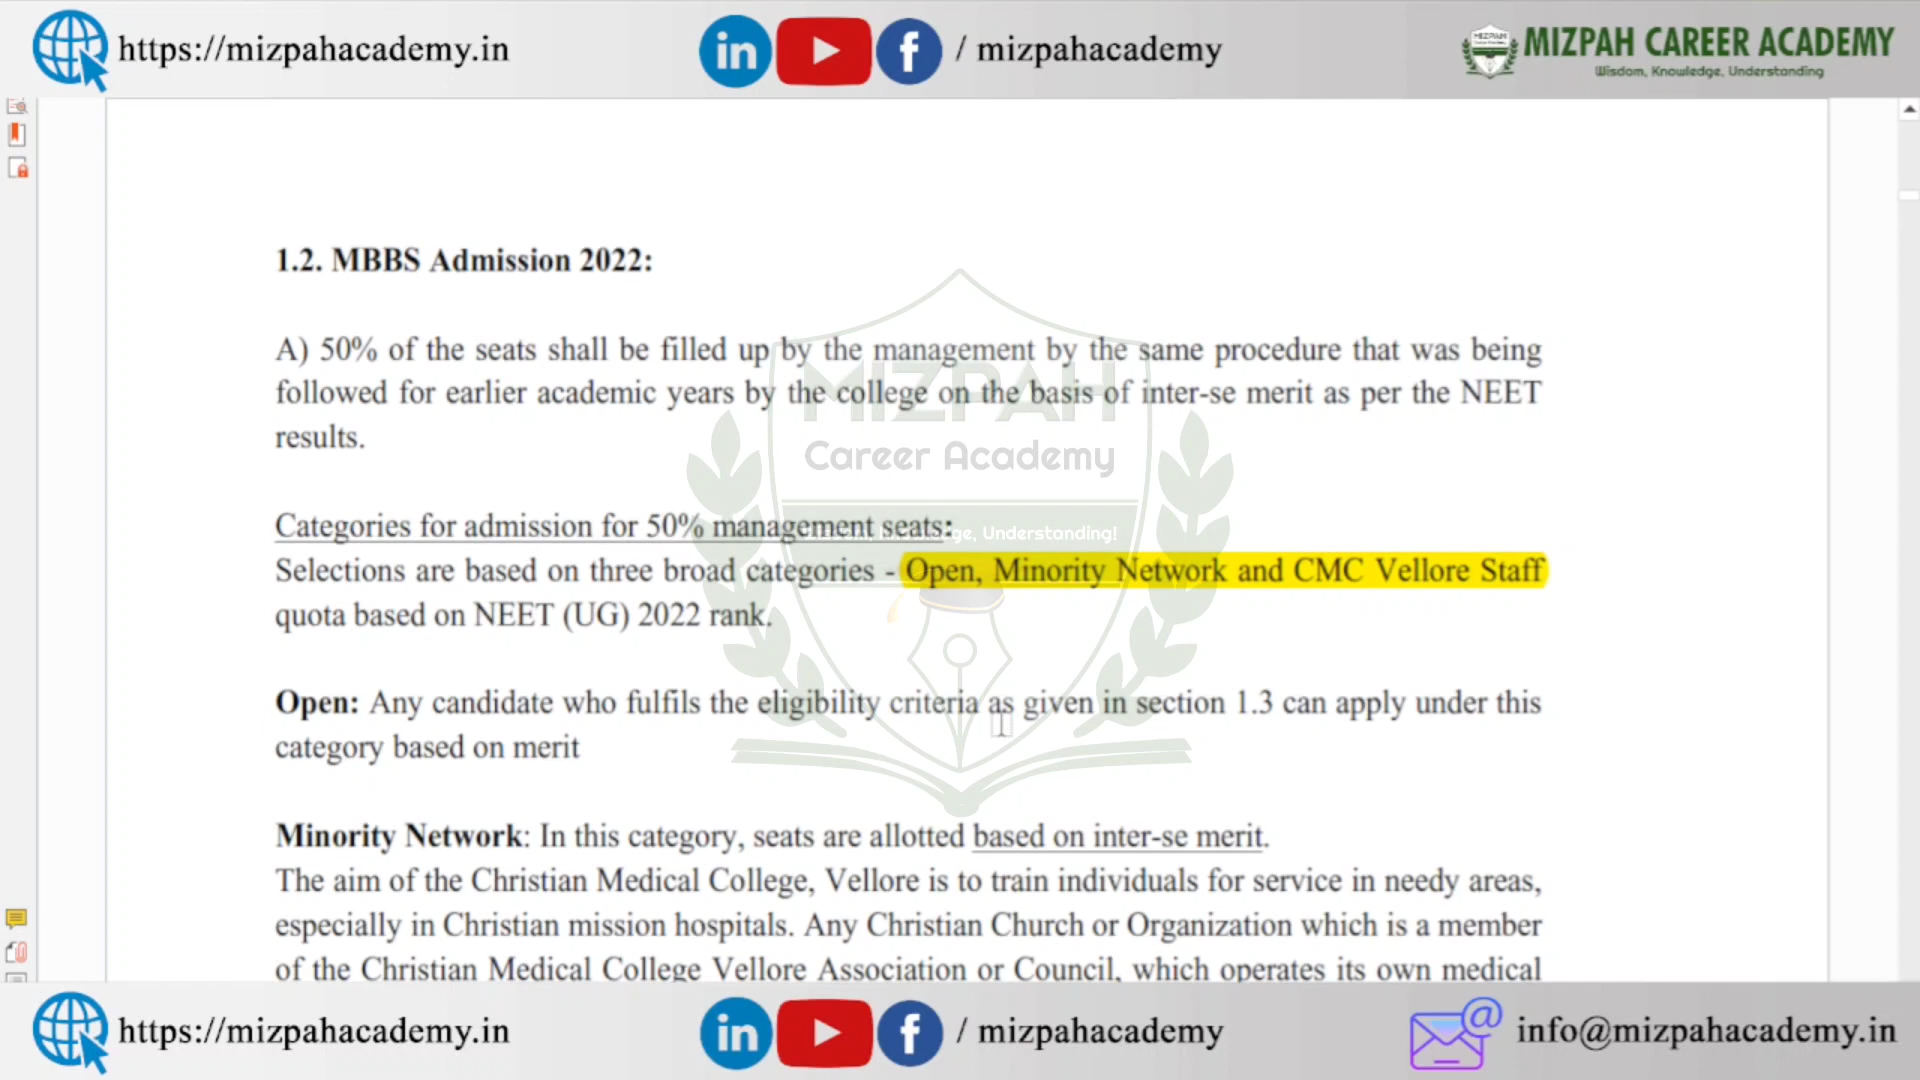 https://mizpahacademy.in
in f / mizpahacademy
MIZPAH
MIZPAH CAREER ACADEMY
Wisdom, Knowledge, Understanding
1.2. MBBS Admission 2022:
A) 50% of the seats shall be filled up by the management by the same procedure that was being
followed for earlier academic years by the college on the basis of inter-se merit as per the NEET
results.
MIZPAH
Career Academy
Categories for admission for 50% management seats:
Understanding!
Selections are based on three broad categories - Open, Minority Network and CMC Vellore Staff
quota based on NEET (UG) 2022 rank.
Open: Any candidate who fulfils the eligibility criteria as given in section 1.3 can apply under this
category based on merit
Minority Network: In this category, seats are allotted based on inter-se merit.
The aim of the Christian Medical College, Vellore is to train individuals for service in needy areas,
especially in Christian mission hospitals. Any Christian Church or Organization which is a member
of the Christian Medical College Vellore Association or Council, which operates its own medical
https://mizpahacademy.in
in f / mizpahacademy
info@mizpahacademy.in